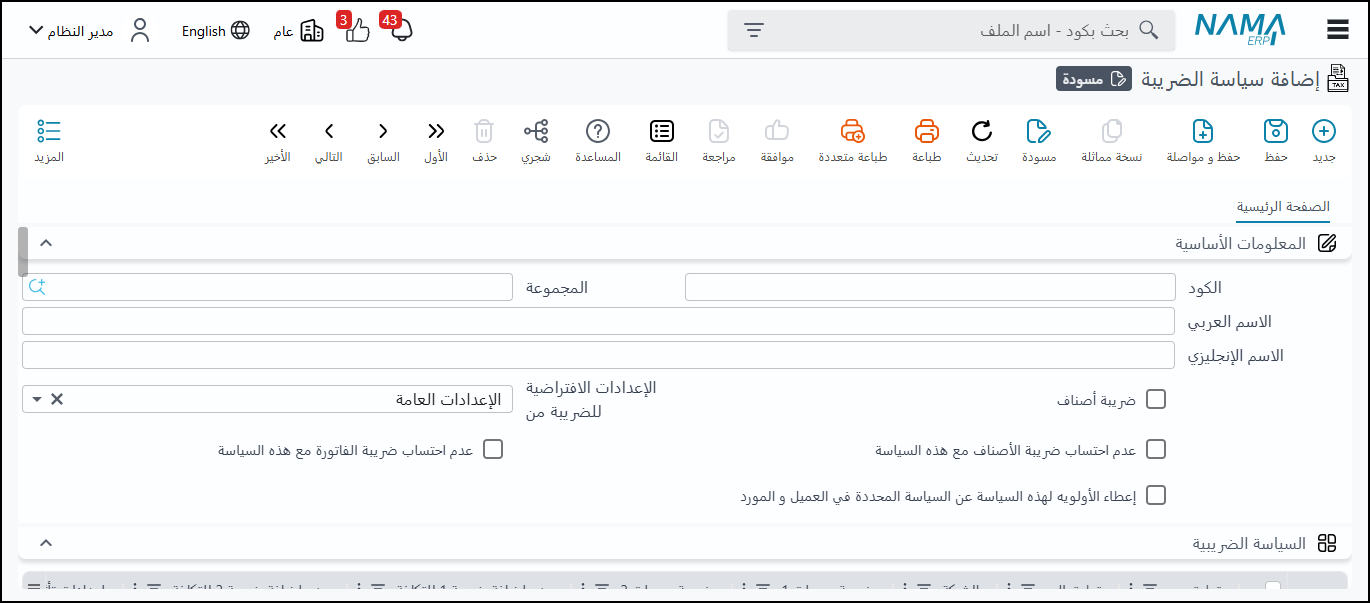 NAMA ERP
بحث بكود - اسم الملف
43
3
عام
English
مدير النظام
TAX
إضافة سياسة الضريبة
مسودة
جديد
حفظ
حفظ و مواصلة
نسخة مماثلة
مسودة
تحديث
طباعة
طباعة متعددة
موافقة
مراجعة
القائمة
المساعدة
شجري
حذف
الأول
السابق
التالي
الأخير
المزيد
الصفحة الرئيسية
المعلومات الأساسية
الكود
المجموعة
الاسم العربي
الاسم الإنجليزي
ضريبة أصناف
الإعدادات الافتراضية للضريبة من
الإعدادات العامة
عدم احتساب ضريبة الأصناف مع هذه السياسة
عدم احتساب ضريبة الفاتورة مع هذه السياسة
إعطاء الأولويه لهذه السياسة عن السياسة المحددة في العميل و المورد
السياسة الضريبية